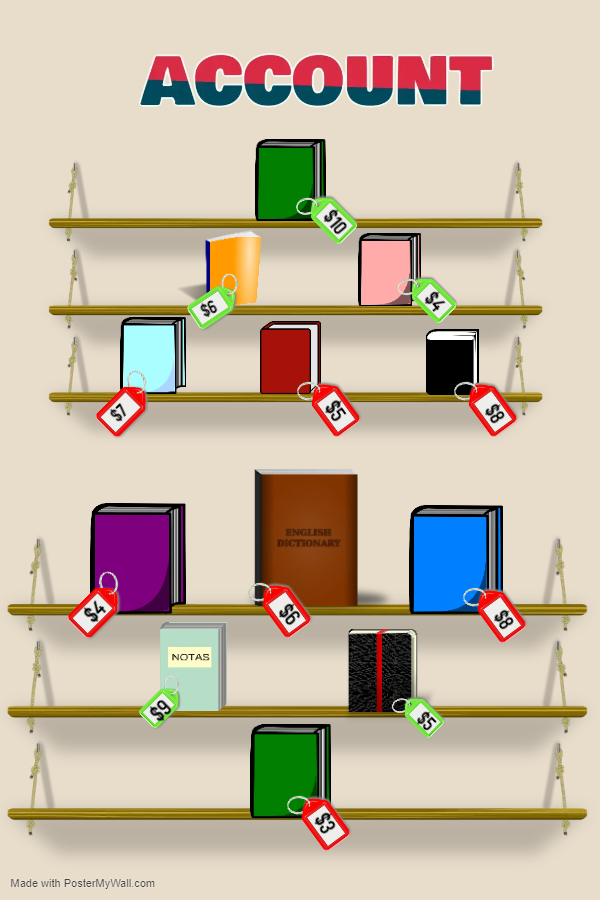 ACCOUNT
$10
$6
$4
$7
$5
$8
ENGLISH
DICTIONARY
$4
$6
$8
NOTAS
$9
$5
$3
Made with PosterMyWall.com